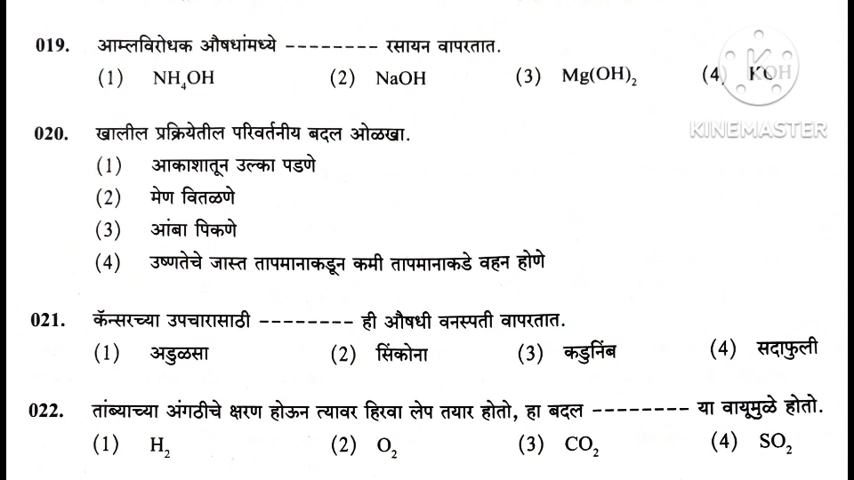 019. आम्लविरोधक औषधांमध्ये -------- रसायन वापरतात.
(1) NH₄OH (2) NaOH (3) Mg(OH)₂ (4) KOH
KINEMASTER
020. खालील प्रक्रियेतील परिवर्तनीय बदल ओळखा.
(1) आकाशातून उल्का पडणे
(2) मेण वितळणे
(3) आंबा पिकणे
(4) उष्णतेचे जास्त तापमानाकडून कमी तापमानाकडे वहन होणे
021. कॅन्सरच्या उपचारासाठी -------- ही औषधी वनस्पती वापरतात.
(1) अडुळसा (2) सिंकोना (3) कडुनिंब (4) सदाफुली
022. तांब्याच्या अंगठीचे क्षरण होऊन त्यावर हिरवा लेप तयार होतो, हा बदल -------- या वायूमुळे होतो.
(1) H₂ (2) O₂ (3) CO₂ (4) SO₂